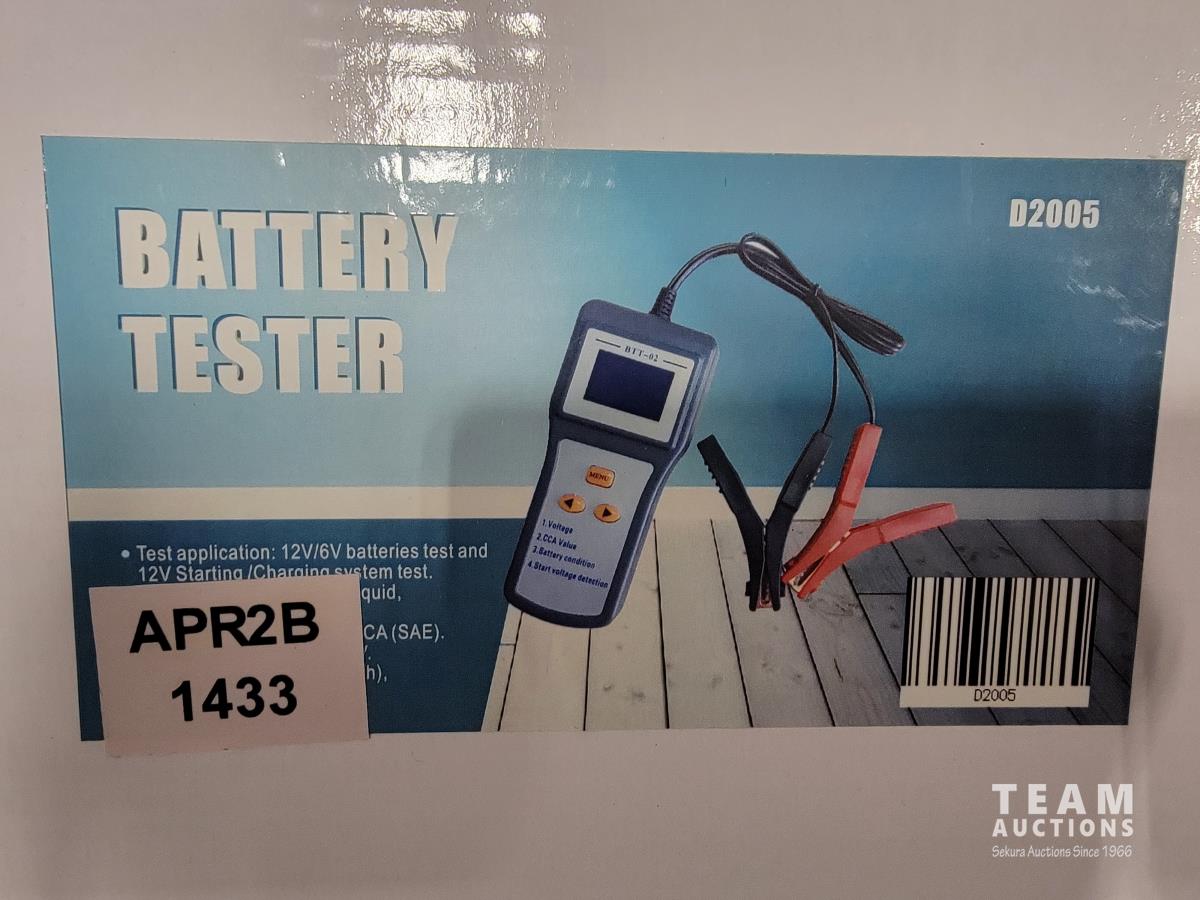 BATTERY
TESTER
D2005
BTT-02
MENU
1.Voltage
2.CCA Value
3.Battery condition
4.Start voltage detection
• Test application: 12V/6V batteries test and
12V Starting/Charging system test.
quid,
CA (SAE).
h),
APR2B
1433
D2005
TEAM
AUCTIONS
Sekura Auctions Since 1966